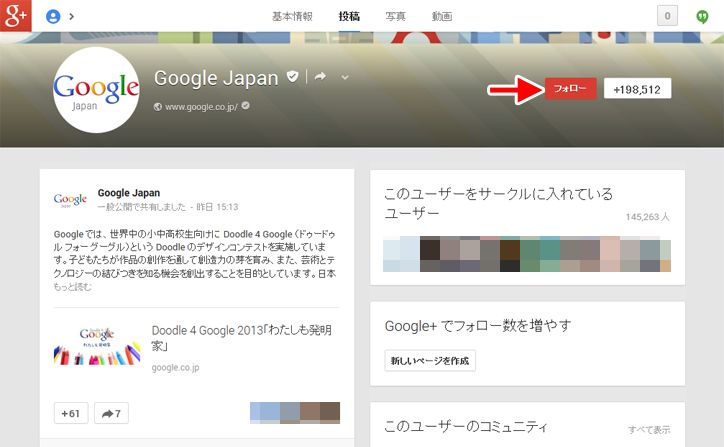 g+
基本情報
投稿
写真
動画
0
Google
Japan
Google Japan
www.google.co.jp/
フォロー
+198,512
Google
Japan
Google Japan
一般公開で共有しました - 昨日 15:13
Googleでは、世界中の小中高校生向けに Doodle 4 Google (ドゥードゥ
ル フォー グーグル)という Doodle のデザインコンテストを実施していま
す。子どもたちが作品の創作を通して創造力の芽を育み、また、芸術とテ
クノロジーの結びつきを知る機会を創出することを目的としています。日本
もっと読む
Doodle 4 Google 2013「わたしも発明
家」
google.co.jp
+61
7
このユーザーをサークルに入れている
ユーザー
145,263 人
Google+ でフォロー数を増やす
新しいページを作成
このユーザーのコミュニティ
すべて表示